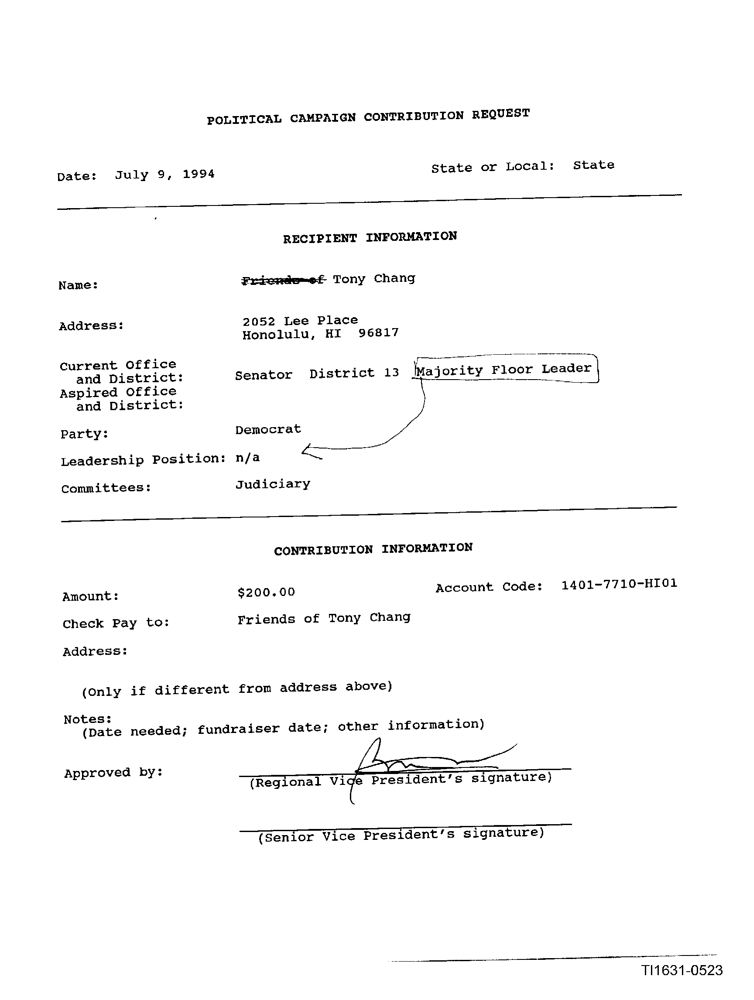 POLITICAL CAMPAIGN CONTRIBUTION REQUEST
Date: July 9, 1994 State or Local: State
RECIPIENT INFORMATION
Name: Friends of Tony Chang
Address: 2052 Lee Place
Honolulu, HI 96817
Current Office
and District: Senator District 13 Majority Floor Leader
Aspired Office
and District:
Party: Democrat
Leadership Position: n/a
Committees: Judiciary
CONTRIBUTION INFORMATION
Amount: $200.00 Account Code: 1401-7710-HI01
Check Pay to: Friends of Tony Chang
Address:
(Only if different from address above)
Notes:
(Date needed; fundraiser date; other information)
Approved by:
(Regional Vice President's signature)
(Senior Vice President's signature)
TI1631-0523